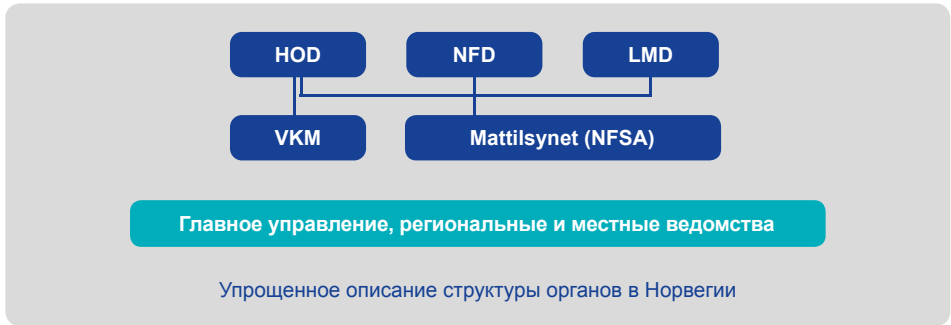 HOD NFD LMD
VKM Mattilsynet (NFSA)
Главное управление, региональные и местные ведомства
Упрощенное описание структуры органов в Норвегии